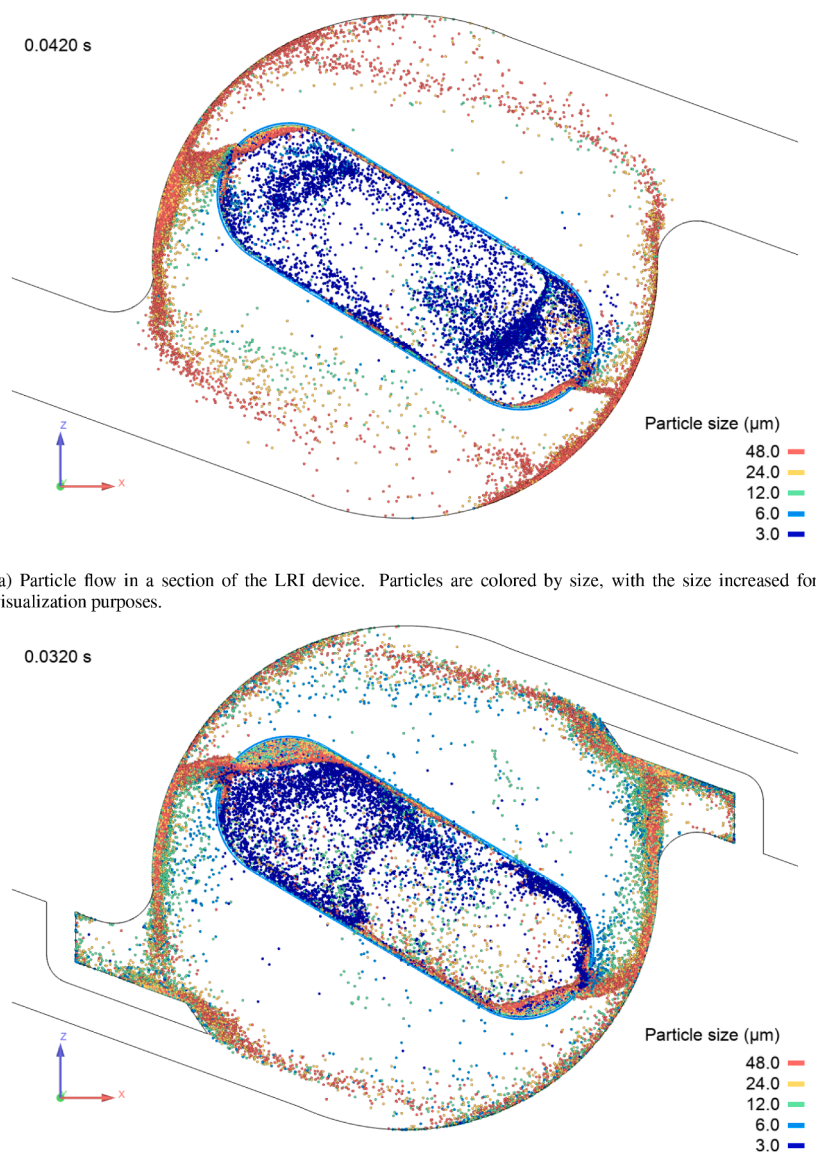 0.0420 s
z
x
Particle size (µm)
48.0
24.0
12.0
6.0
3.0
a) Particle flow in a section of the LRI device. Particles are colored by size, with the size increased for
visualization purposes.
0.0320 s
z
x
Particle size (µm)
48.0
24.0
12.0
6.0
3.0